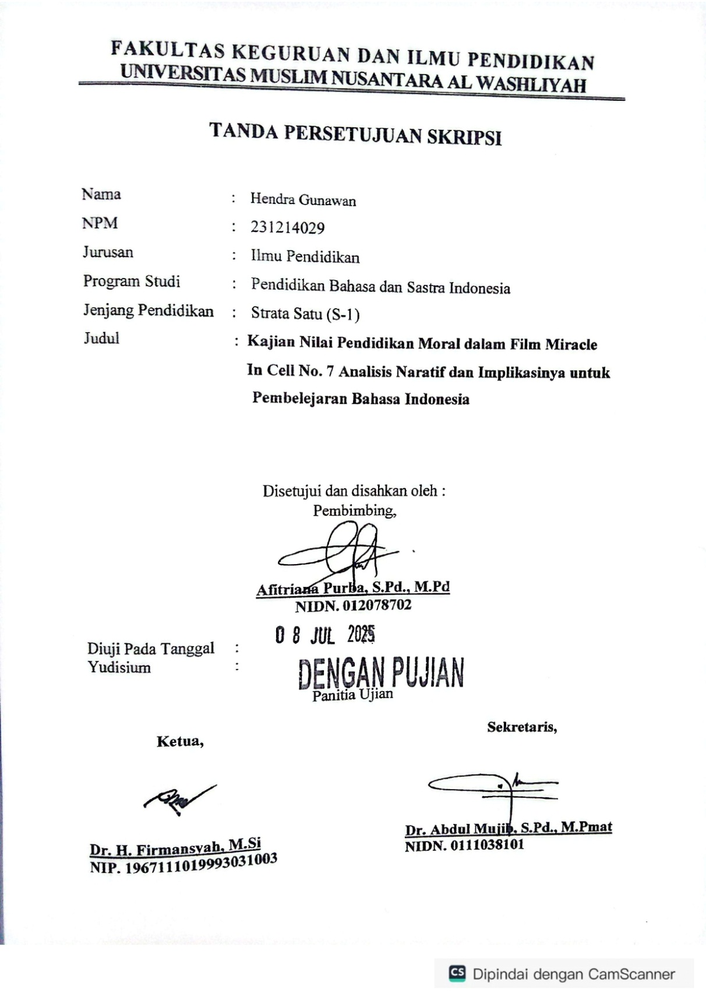 FAKULTAS KEGURUAN DAN ILMU PENDIDIKAN
UNIVERSITAS MUSLIM NUSANTARA AL WASHLIYAH
TANDA PERSETUJUAN SKRIPSI
Nama : Hendra Gunawan
NPM : 231214029
Jurusan : Ilmu Pendidikan
Program Studi : Pendidikan Bahasa dan Sastra Indonesia
Jenjang Pendidikan : Strata Satu (S-1)
Judul : Kajian Nilai Pendidikan Moral dalam Film Miracle
In Cell No. 7 Analisis Naratif dan Implikasinya untuk
Pembelejaran Bahasa Indonesia
Disetujui dan disahkan oleh :
Pembimbing,
Afitriana Purba, S.Pd., M.Pd
NIDN. 012078702
08 JUL 2025
Diuji Pada Tanggal :
Yudisium :
DENGAN PUJIAN
Panitia Ujian
Sekretaris,
Ketua,
Dr. Abdul Mujib, S.Pd., M.Pmat
NIDN. 0111038101
Dr. H. Firmansyah, M.Si
NIP. 1967111019993031003
CS Dipindai dengan CamScanner